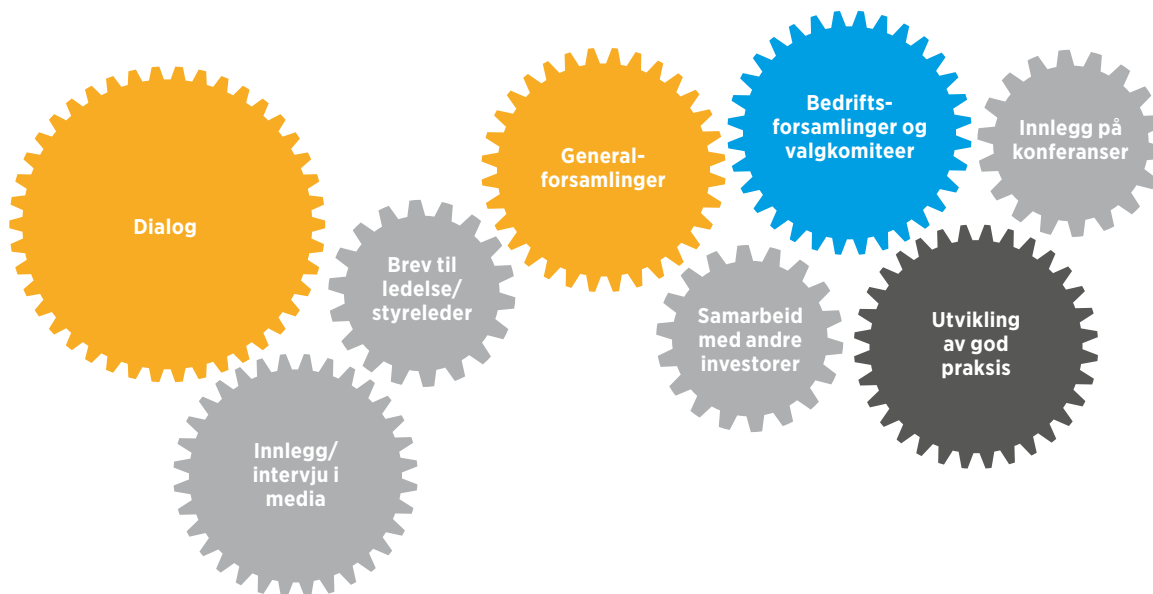 Dialog
Brev til
ledelse/
styreleder
Innlegg/
intervju i
media
General-
forsamlinger
Bedrifts-
forsamlinger og
valgkomiteer
Innlegg på
konferanser
Samarbeid
med andre
investorer
Utvikling
av god
praksis